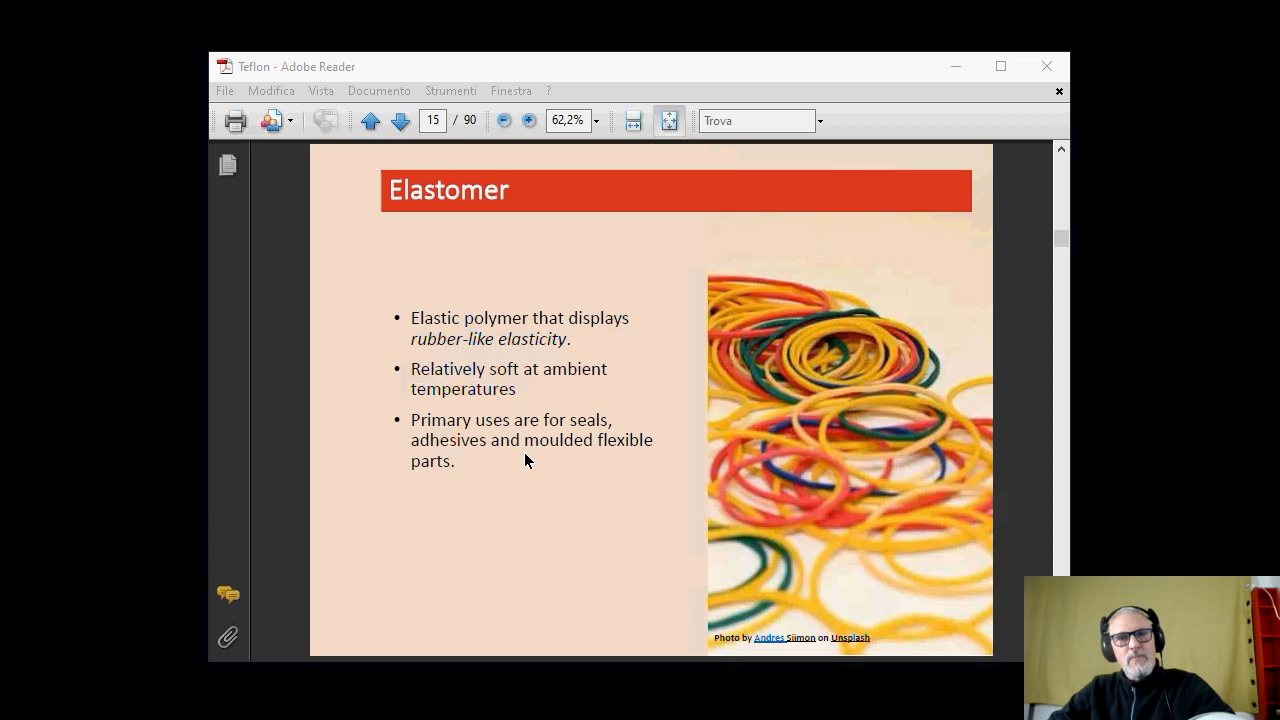 Teflon - Adobe Reader
File Modifica Vista Documento Strumenti Finestra ?
15 / 90 62,2% Trova
Elastomer
• Elastic polymer that displays
rubber-like elasticity.
• Relatively soft at ambient
temperatures
• Primary uses are for seals,
adhesives and moulded flexible
parts.
Photo by Andres Siimon on Unsplash